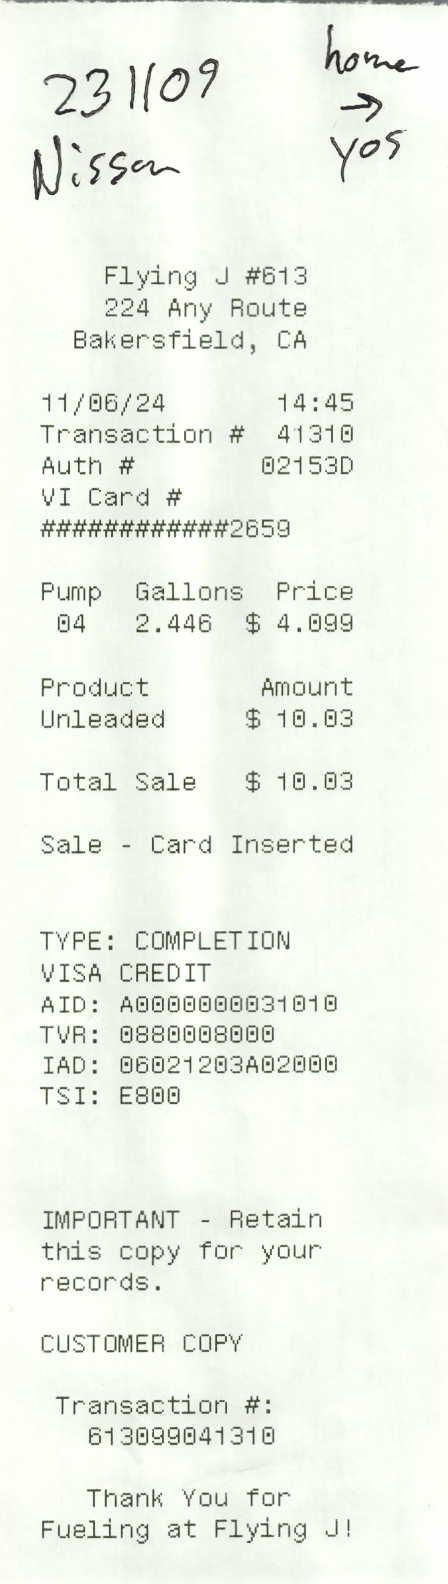 231109
home
→
yos
Nissan
Flying J #613
224 Any Route
Bakersfield, CA
11/06/24 14:45
Transaction # 41310
Auth # 02153D
VI Card #
############2659
Pump Gallons Price
04 2.446 $ 4.099
Product Amount
Unleaded $ 10.03
Total Sale $ 10.03
Sale - Card Inserted
TYPE: COMPLETION
VISA CREDIT
AID: A0000000031010
TVR: 0880008000
IAD: 06021203A02000
TSI: E800
IMPORTANT - Retain
this copy for your
records.
CUSTOMER COPY
Transaction #:
613099041310
Thank You for
Fueling at Flying J!